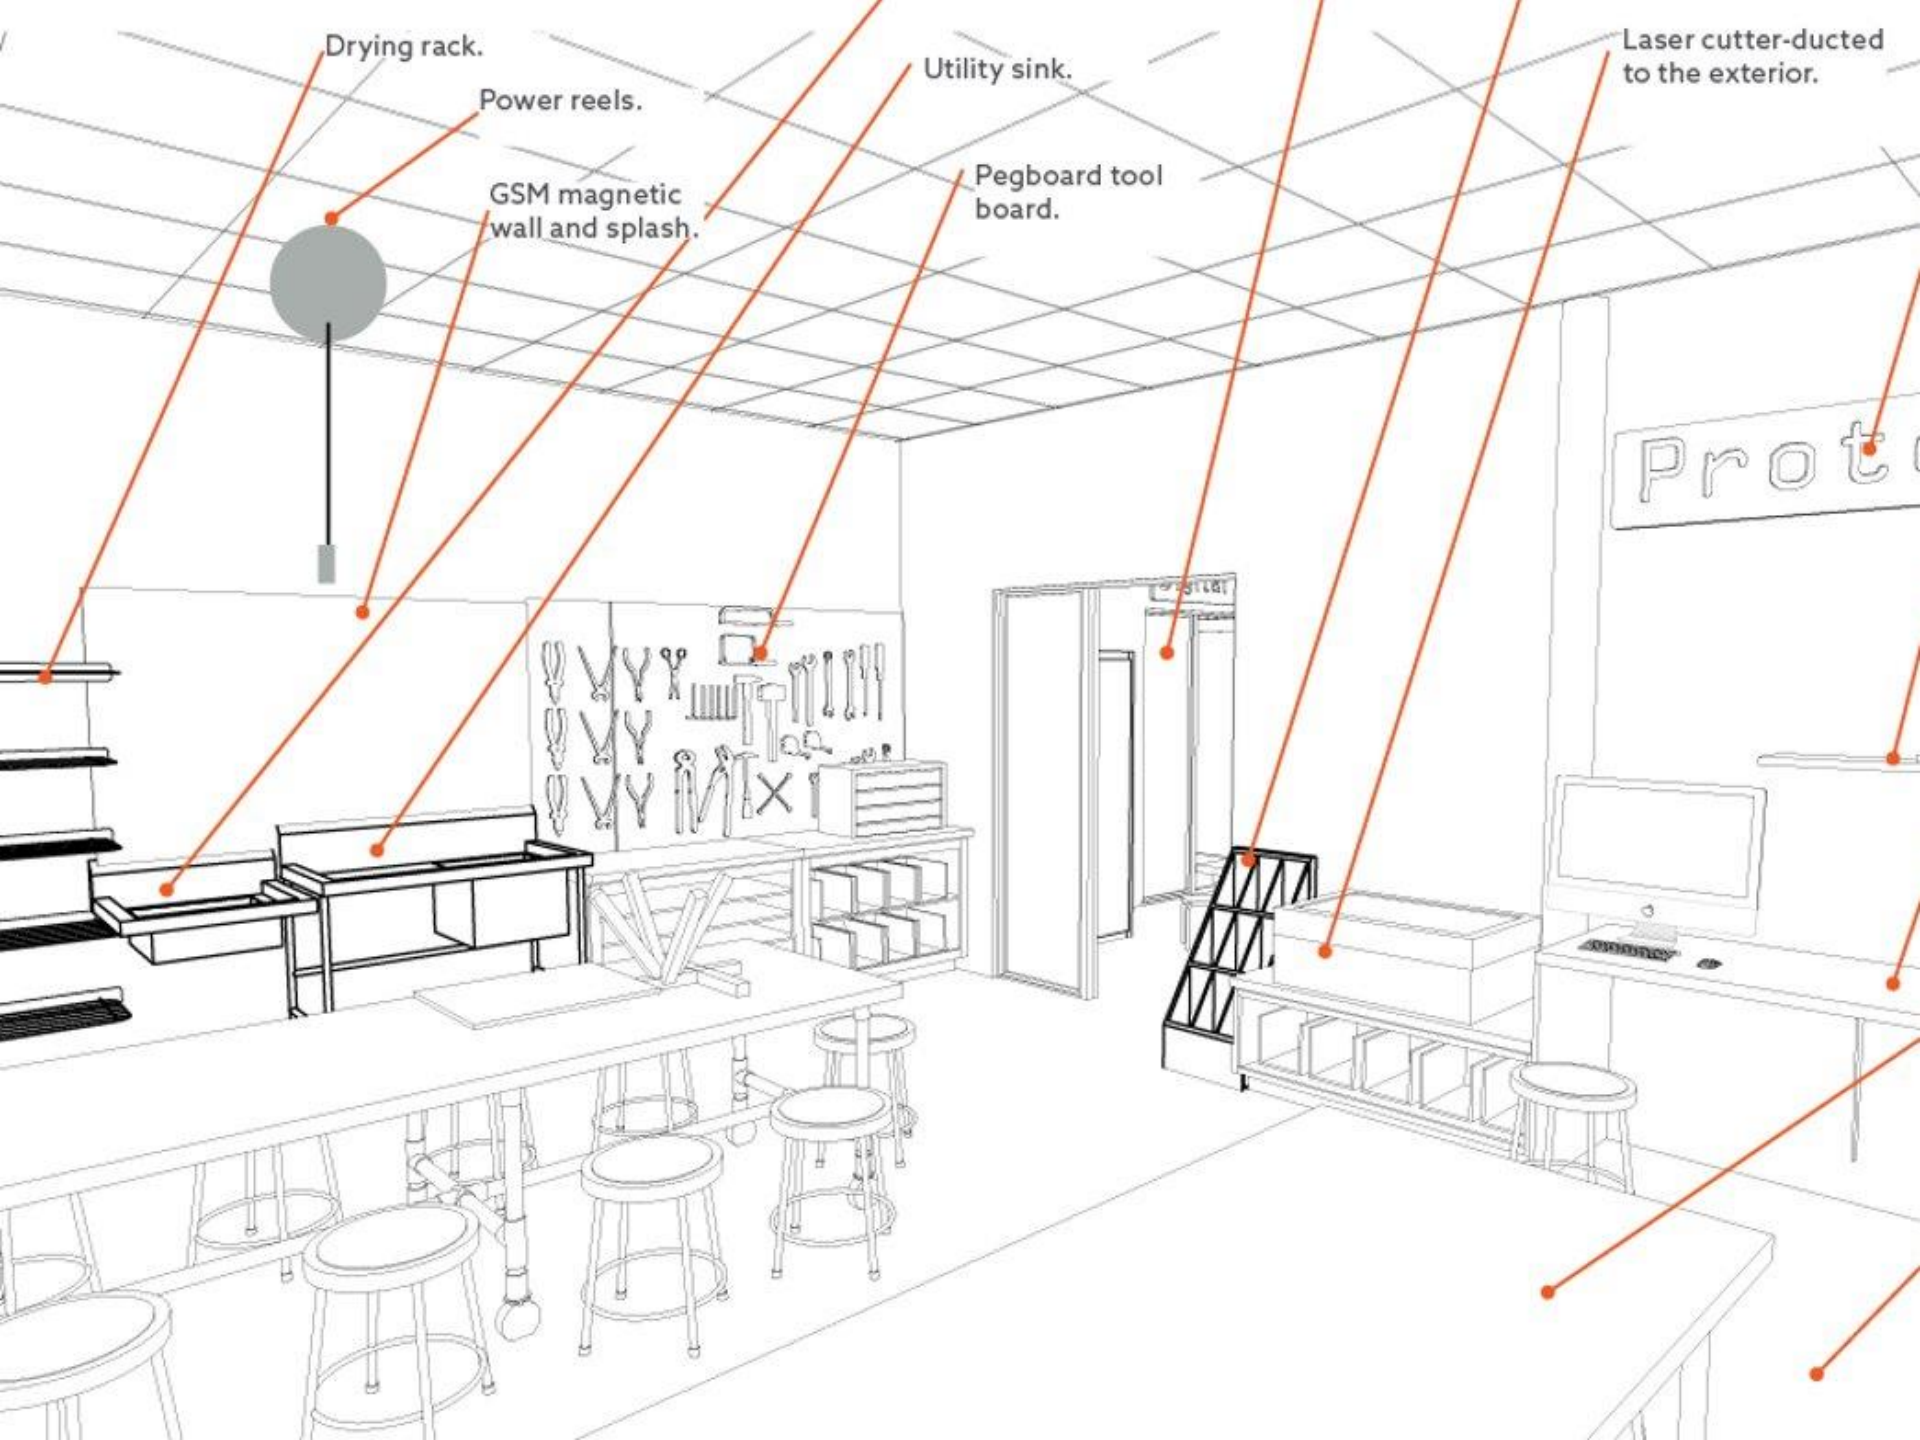 Drying rack.
Power reels.
GSM magnetic
wall and splash.
Utility sink.
Pegboard tool
board.
Laser cutter-ducted
to the exterior.
Proto